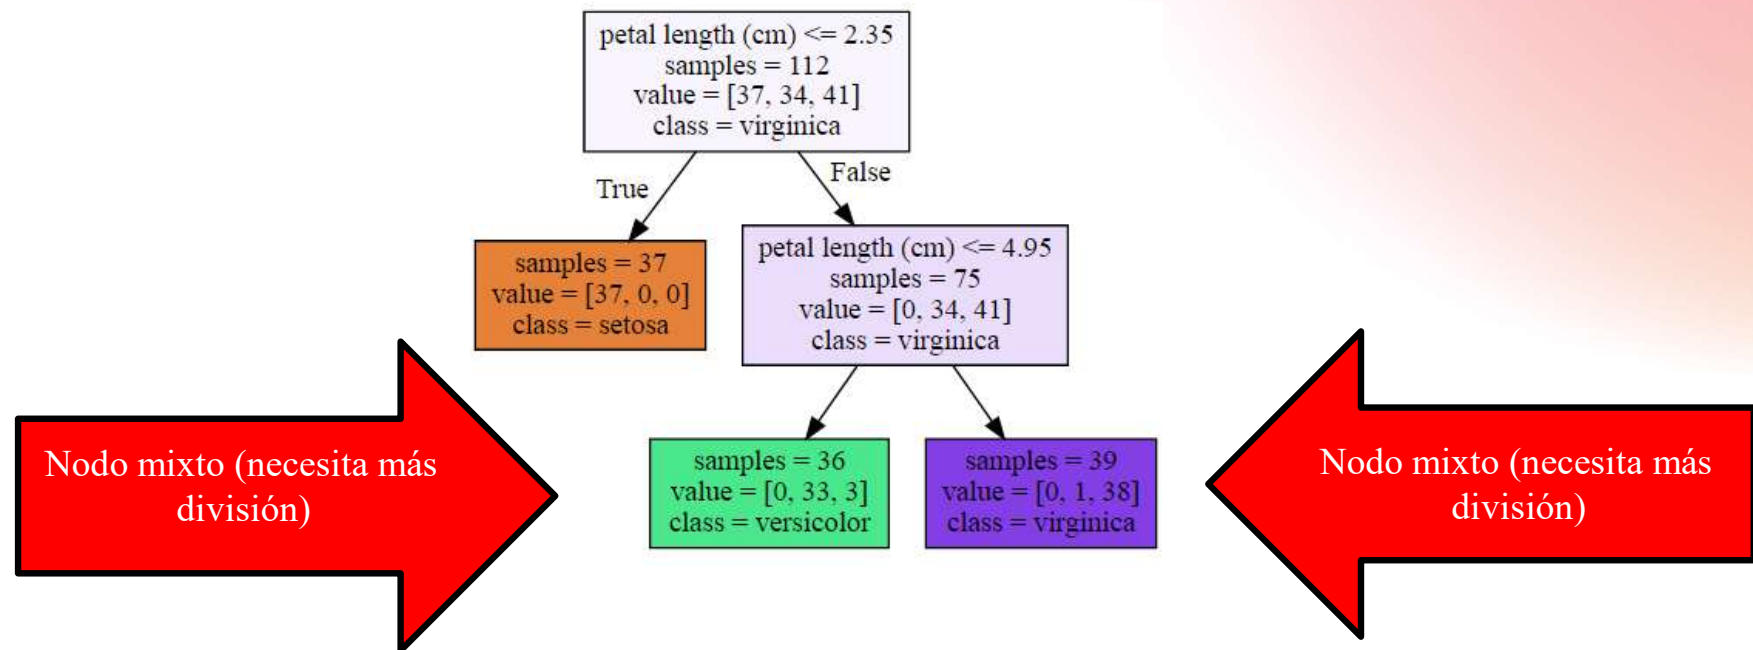 petal length (cm) <= 2.35
samples = 112
value = [37, 34, 41]
class = virginica
True
False
samples = 37
value = [37, 0, 0]
class = setosa
petal length (cm) <= 4.95
samples = 75
value = [0, 34, 41]
class = virginica
Nodo mixto (necesita más
división)
samples = 36
value = [0, 33, 3]
class = versicolor
samples = 39
value = [0, 1, 38]
class = virginica
Nodo mixto (necesita más
división)